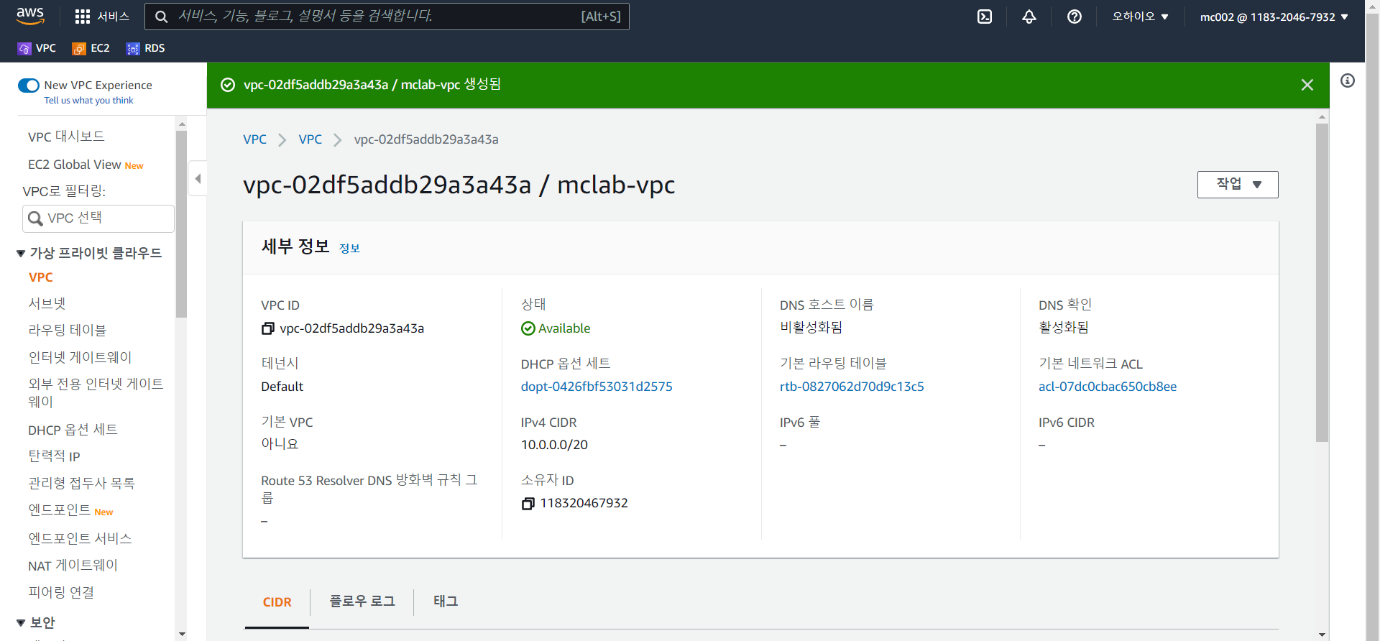 aws
서비스
서비스, 기능, 블로그, 설명서 등을 검색합니다.
[Alt+S]
오하이오 ▼
mc002 @ 1183-2046-7932 ▼
VPC
EC2
RDS
New VPC Experience
Tell us what you think
VPC 대시보드
EC2 Global View New
VPC로 필터링:
VPC 선택
▼ 가상 프라이빗 클라우드
VPC
서브넷
라우팅 테이블
인터넷 게이트웨이
외부 전용 인터넷 게이트
웨이
DHCP 옵션 세트
탄력적 IP
관리형 접두사 목록
엔드포인트 New
엔드포인트 서비스
NAT 게이트웨이
피어링 연결
▼ 보안
vpc-02df5addb29a3a43a / mclab-vpc 생성됨
VPC
VPC
vpc-02df5addb29a3a43a
vpc-02df5addb29a3a43a / mclab-vpc
작업 ▼
세부 정보 정보
VPC ID
vpc-02df5addb29a3a43a
상태
Available
DNS 호스트 이름
비활성화됨
DNS 확인
활성화됨
테넌시
Default
DHCP 옵션 세트
dopt-0426fbf53031d2575
기본 라우팅 테이블
rtb-0827062d70d9c13c5
기본 네트워크 ACL
acl-07dc0cbac650cb8ee
기본 VPC
아니요
IPv4 CIDR
10.0.0.0/20
IPv6 풀
–
IPv6 CIDR
–
Route 53 Resolver DNS 방화벽 규칙 그
룹
–
소유자 ID
118320467932
CIDR
플로우 로그
태그